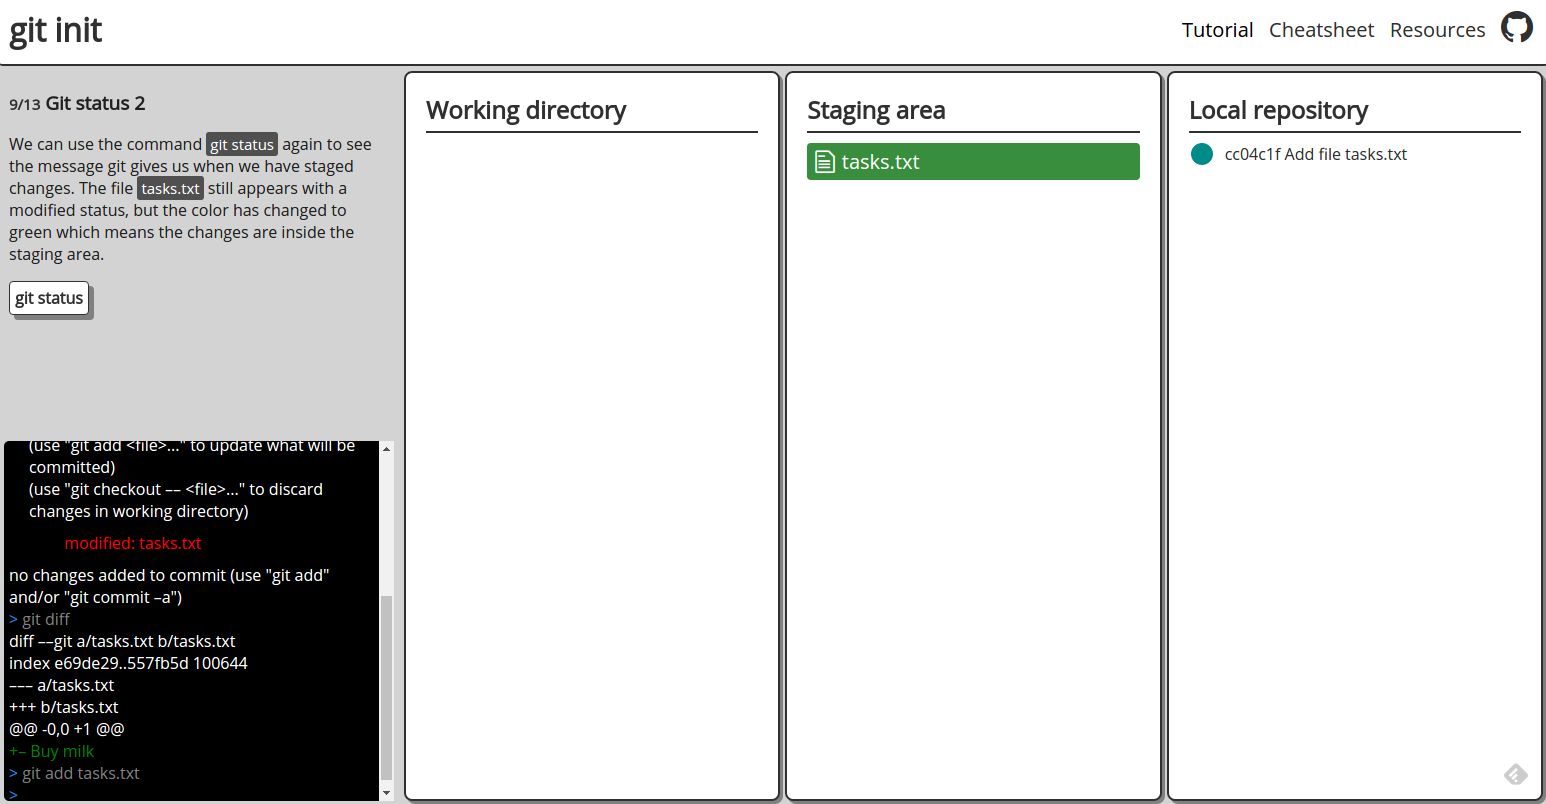 git init
Tutorial Cheatsheet Resources
9/13 Git status 2
We can use the command git status again to see
the message git gives us when we have staged
changes. The file tasks.txt still appears with a
modified status, but the color has changed to
green which means the changes are inside the
staging area.
git status
(use "git add <file>..." to update what will be
committed)
(use "git checkout –– <file>..." to discard
changes in working directory)
modified: tasks.txt
no changes added to commit (use "git add"
and/or "git commit –a")
> git diff
diff ––git a/tasks.txt b/tasks.txt
index e69de29..557fb5d 100644
––– a/tasks.txt
+++ b/tasks.txt
@@ -0,0 +1 @@
+– Buy milk
> git add tasks.txt
>
Working directory
Staging area
tasks.txt
Local repository
cc04c1f Add file tasks.txt